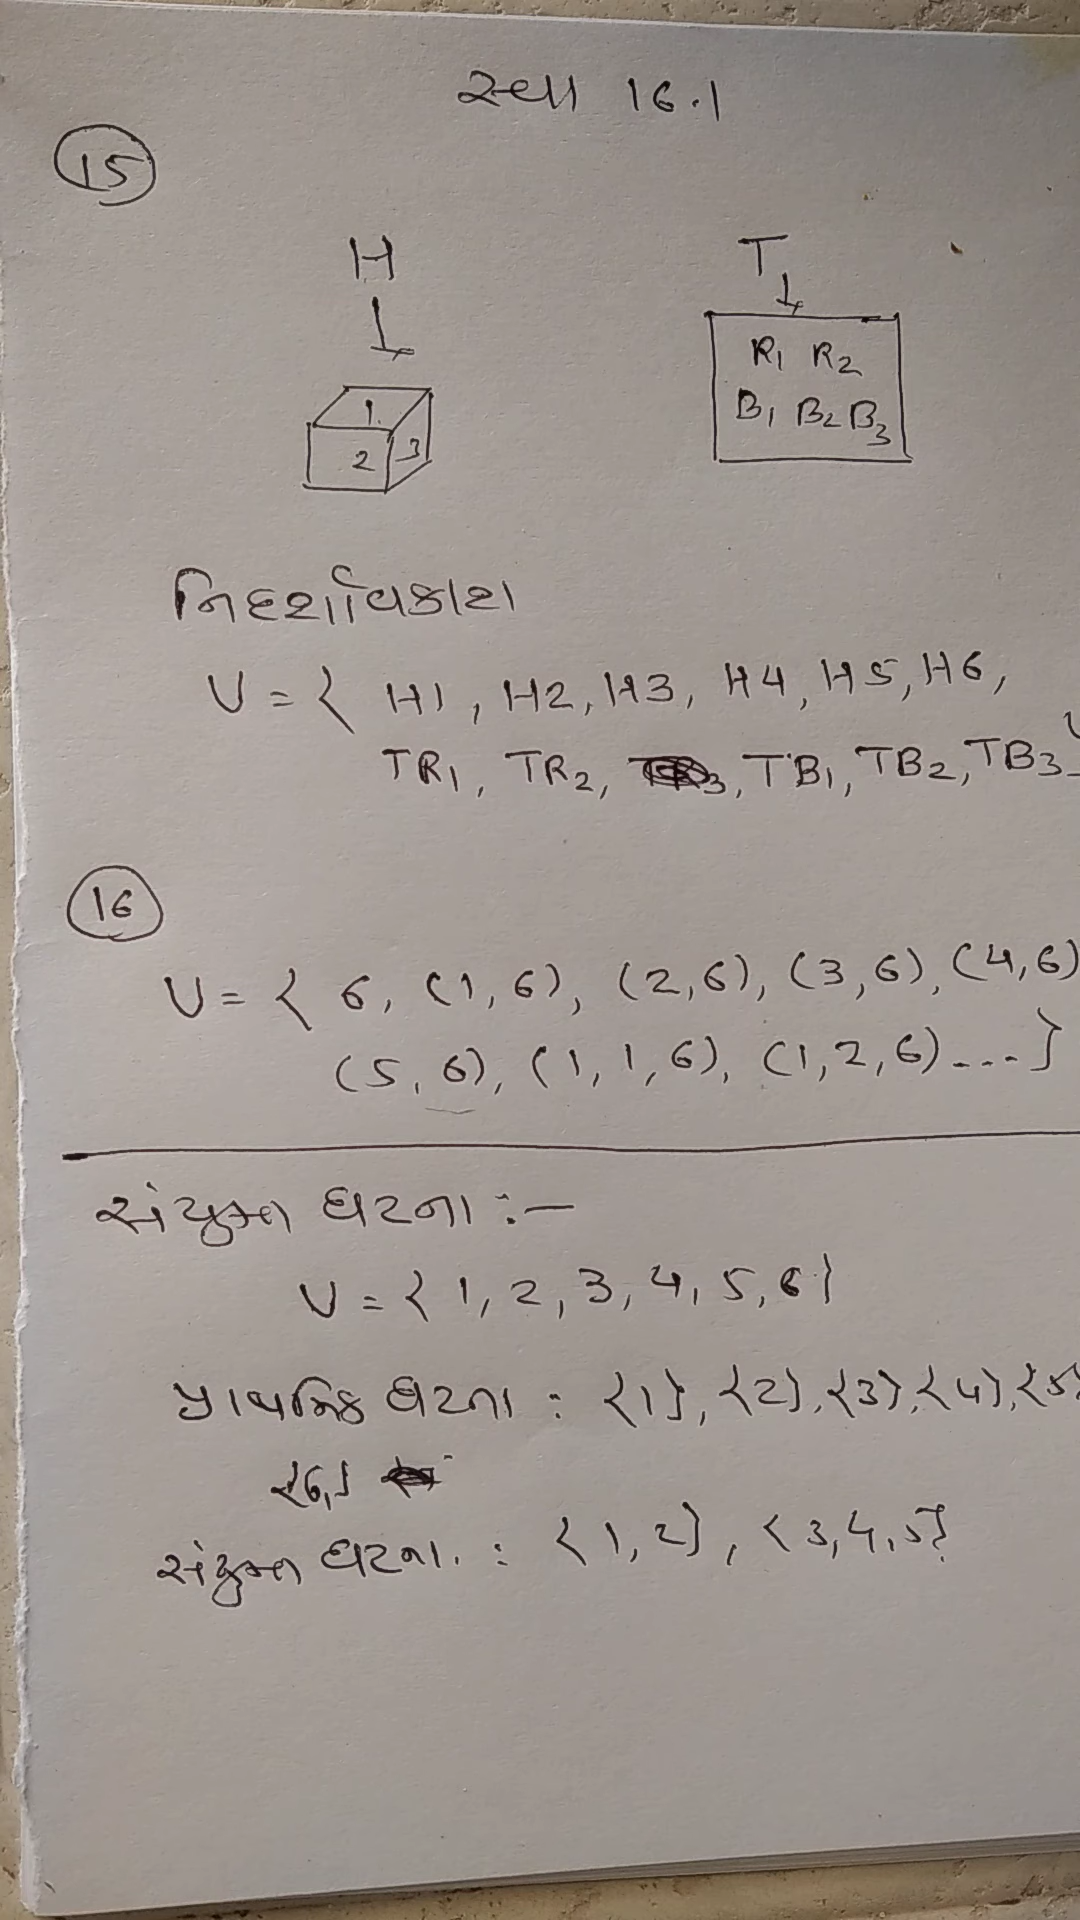 સ્વા 16.1
15
H T
1 2 3
R1 R2
B1 B2 B3
નિદર્શાવકાશ
U = { H1, H2, H3, H4, H5, H6,
TR1, TR2, TB1, TB2, TB3 }
16
U = { 6, (1,6), (2,6), (3,6), (4,6)
(5,6), (1,1,6), (1,2,6) ---}
સંયુક્ત ઘટના :-
U = { 1, 2, 3, 4, 5, 6 }
પ્રાથમિક ઘટના : {1}, {2}, {3}, {4}, {5}
{6}
સંયુક્ત ઘટના. : {1,2}, {3,4,5}